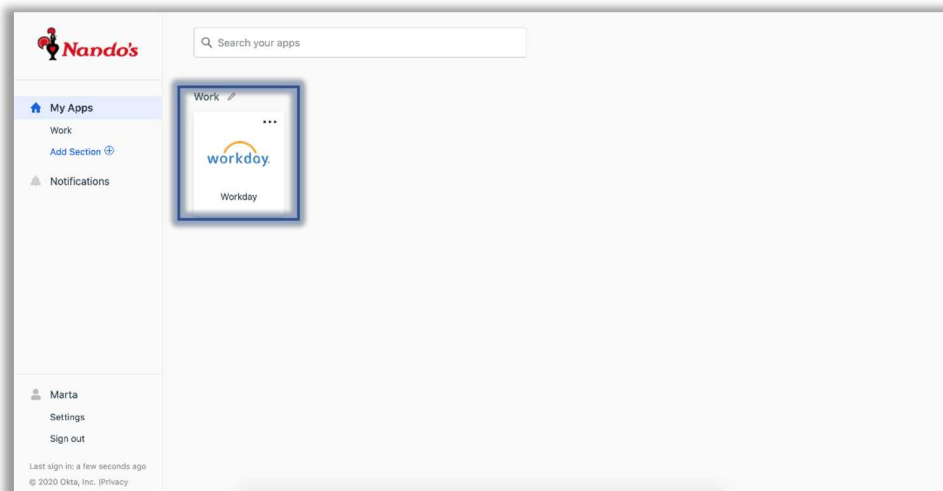 Nando's
Search your apps
My Apps
Work
Add Section
Notifications
Work
workday.
Workday
Marta
Settings
Sign out
Last sign in: a few seconds ago
© 2020 Okta, Inc. |Privacy